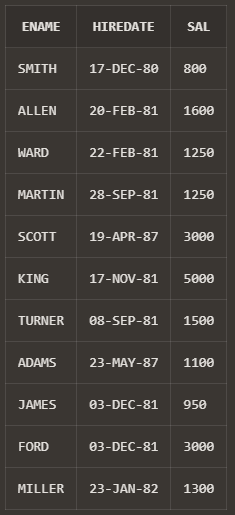 ENAME HIREDATE SAL
SMITH 17-DEC-80 800
ALLEN 20-FEB-81 1600
WARD 22-FEB-81 1250
MARTIN 28-SEP-81 1250
SCOTT 19-APR-87 3000
KING 17-NOV-81 5000
TURNER 08-SEP-81 1500
ADAMS 23-MAY-87 1100
JAMES 03-DEC-81 950
FORD 03-DEC-81 3000
MILLER 23-JAN-82 1300